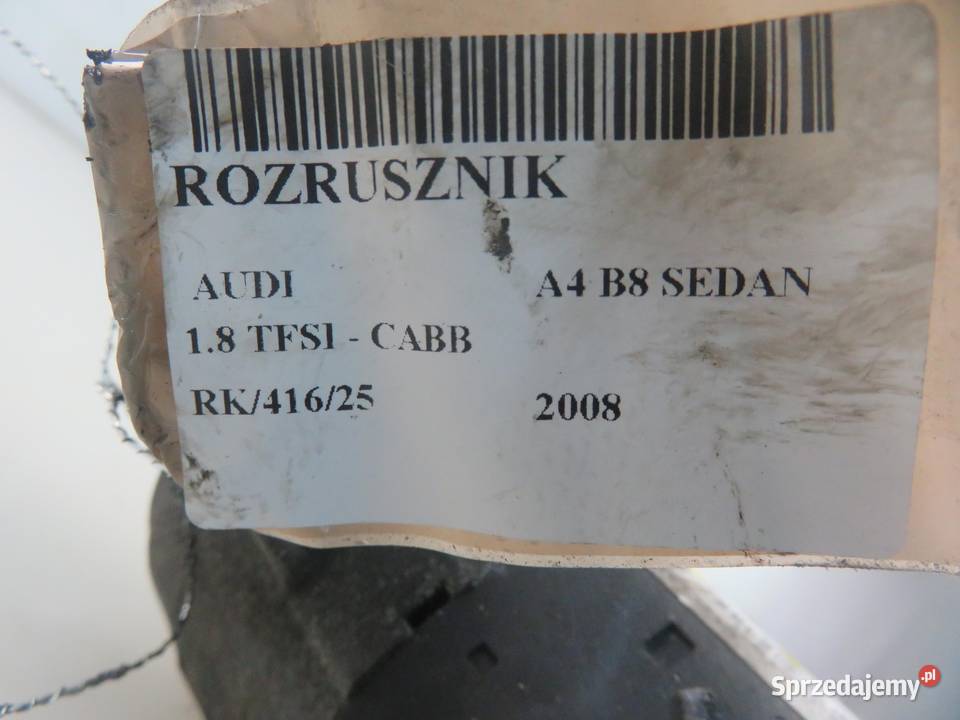 ROZRUSZNIK
AUDI A4 B8 SEDAN
1.8 TFSI - CABB
RK/416/25 2008
Sprzedajemy.pl